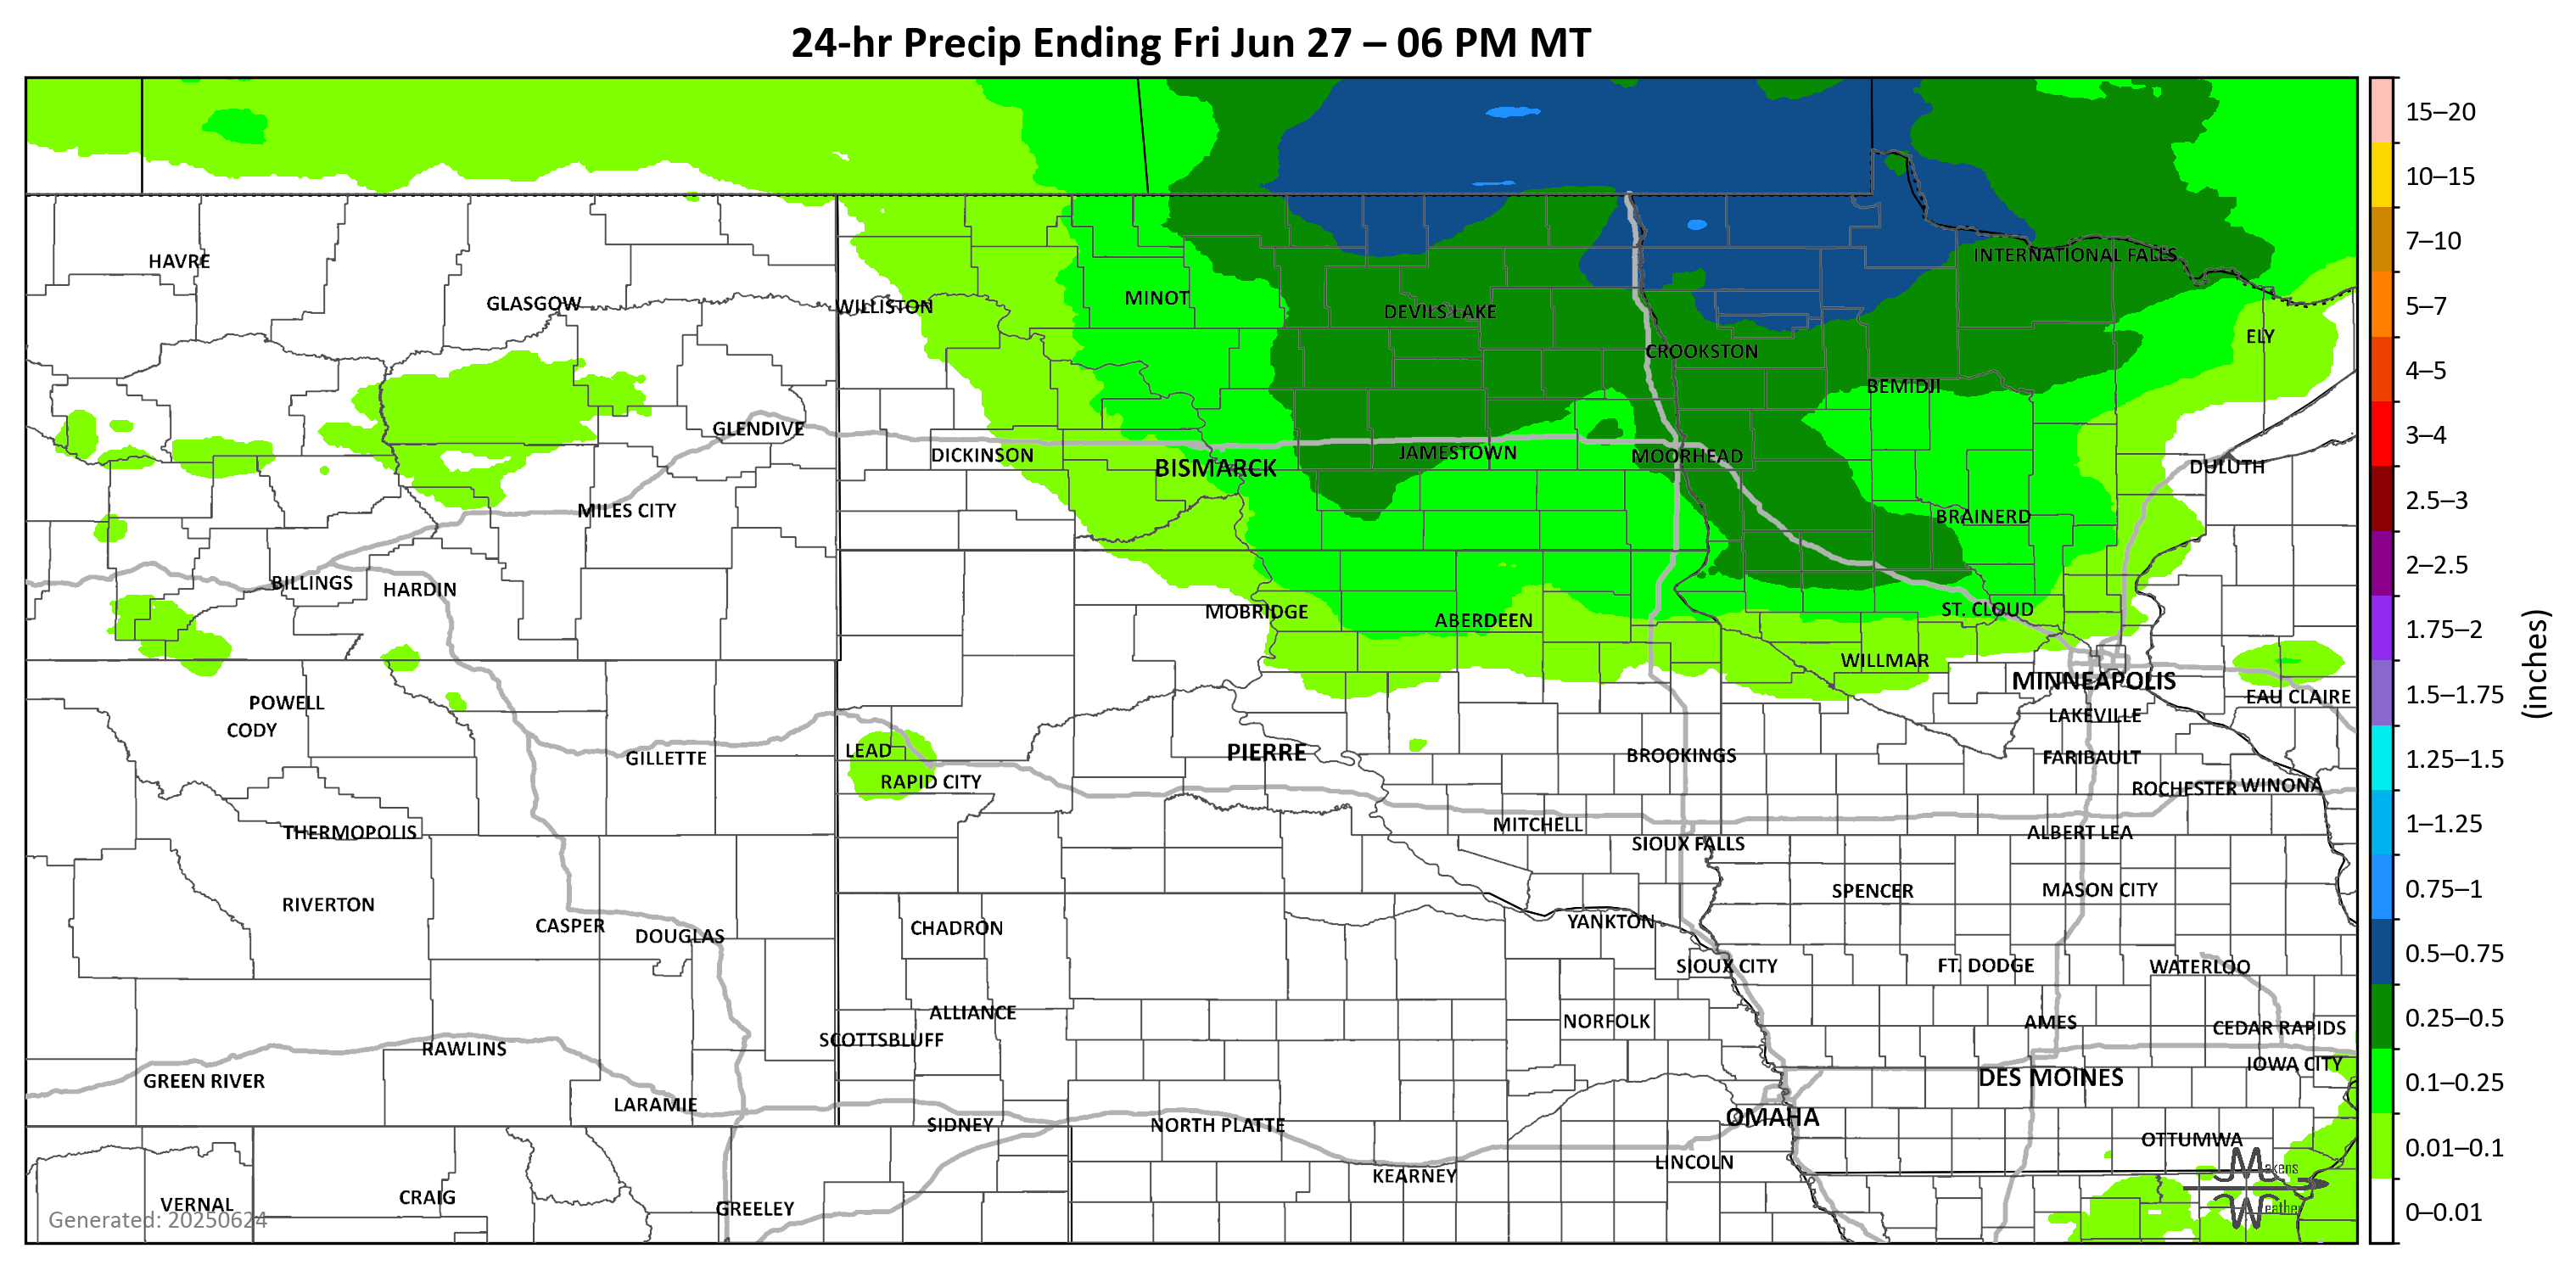 24-hr Precip Ending Fri Jun 27 – 06 PM MT
15–20
10–15
7–10
5–7
4–5
3–4
2.5–3
2–2.5
1.75–2
1.5–1.75
1.25–1.5
1–1.25
0.75–1
0.5–0.75
0.25–0.5
0.1–0.25
0.01–0.1
0–0.01
(inches)
HAVRE
INTERNATIONAL FALLS
GLASGOW
WILLISTON
MINOT
DEVILS LAKE
ELY
CROOKSTON
BEMIDJI
GLENDIVE
DICKINSON
BISMARCK
JAMESTOWN
MOORHEAD
DULUTH
MILES CITY
BRAINERD
BILLINGS
HARDIN
MOBRIDGE
ABERDEEN
ST. CLOUD
WILLMAR
MINNEAPOLIS
EAU CLAIRE
POWELL
CODY
LAKEVILLE
GILLETTE
LEAD
RAPID CITY
PIERRE
BROOKINGS
FARIBAULT
ROCHESTER
WINONA
THERMOPOLIS
MITCHELL
SIOUX FALLS
ALBERT LEA
RIVERTON
CASPER
DOUGLAS
CHADRON
YANKTON
SPENCER
MASON CITY
SIOUX CITY
FT. DODGE
WATERLOO
ALLIANCE
SCOTTSBLUFF
NORFOLK
AMES
CEDAR RAPIDS
RAWLINS
GREEN RIVER
IOWA CITY
DES MOINES
LARAMIE
SIDNEY
NORTH PLATTE
OMAHA
OTTUMWA
KEARNEY
LINCOLN
VERNAL
CRAIG
GREELEY
Makens
Weather
Generated: 20250624